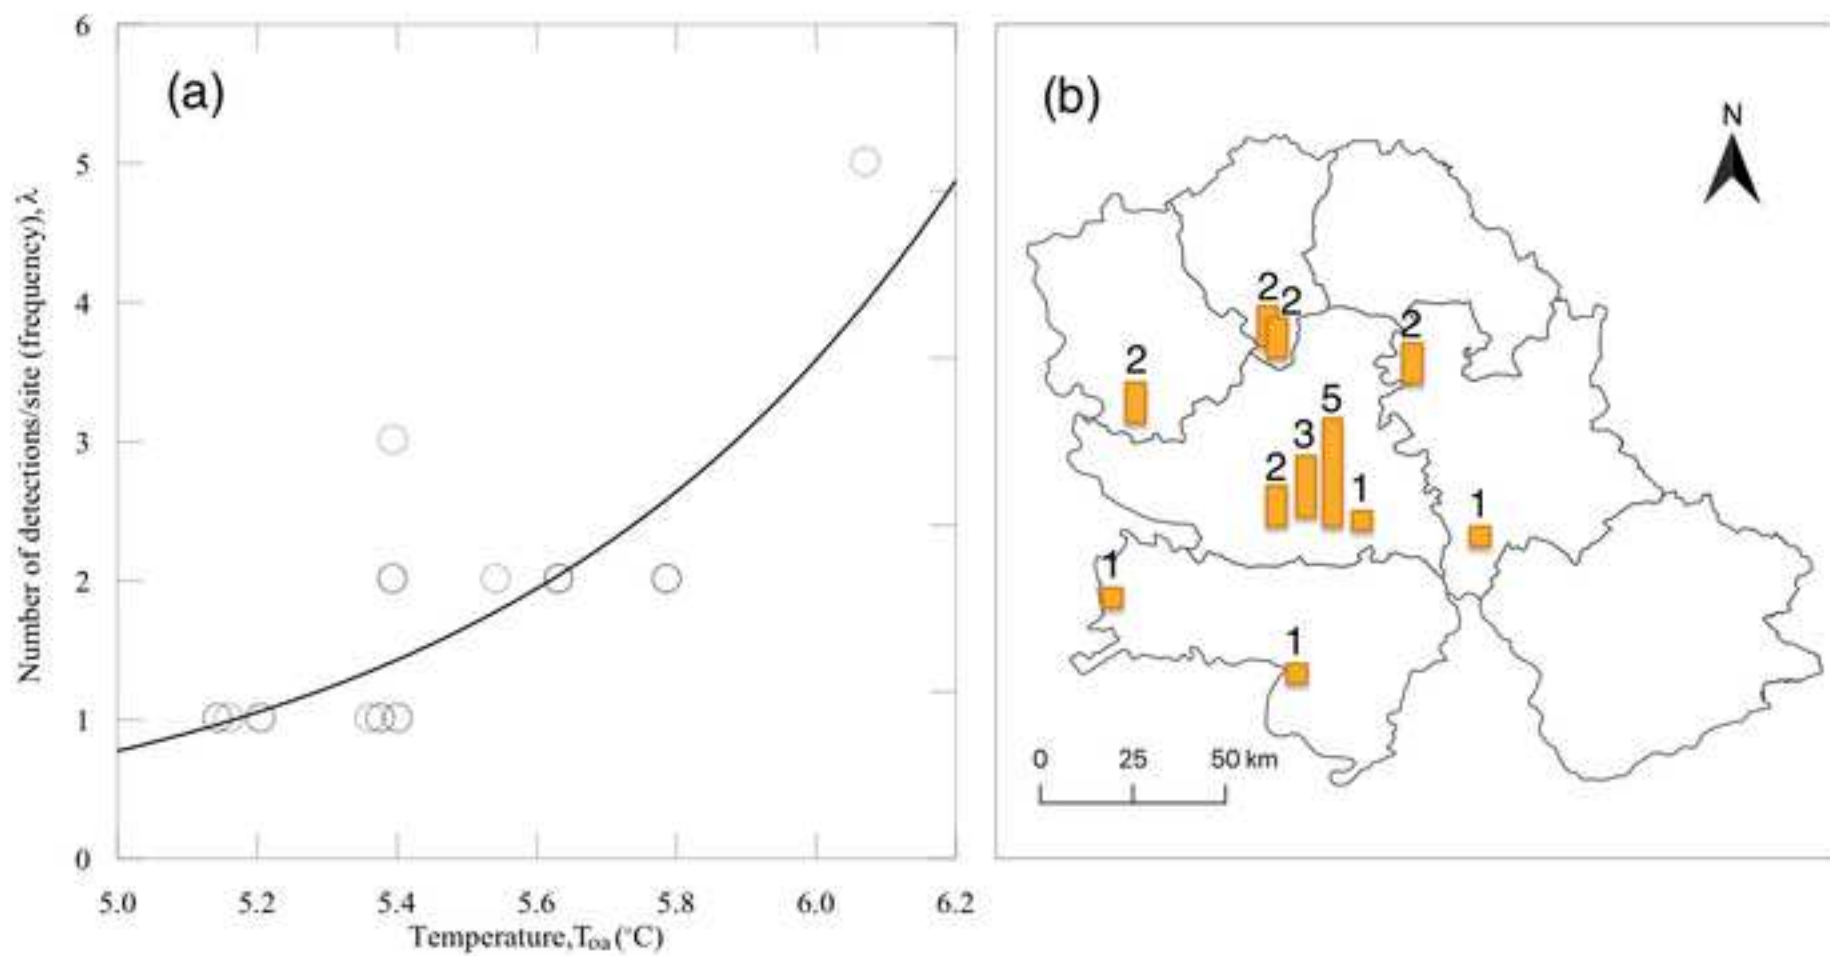 (a)
6
5
4
3
2
1
0
Number of detections/site (frequency),λ
5.0 5.2 5.4 5.6 5.8 6.0 6.2
Temperature,Toa (°C)
(b)
N
2
2
2
2
5
3
2
1
1
1
1
0 25 50 km